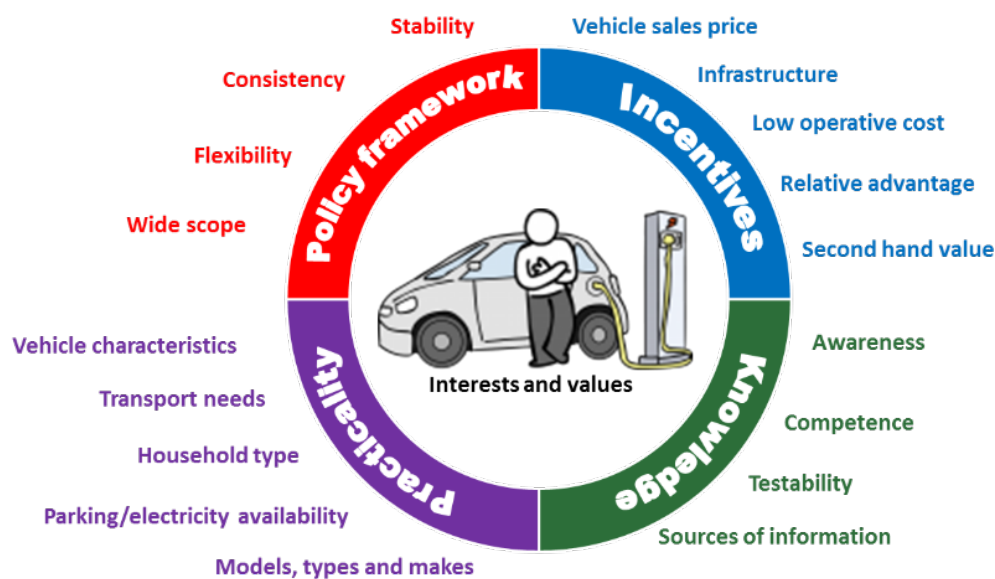 Stability
Consistency
Flexibility
Wide scope
Policy framework
Vehicle sales price
Infrastructure
Low operative cost
Relative advantage
Second hand value
Incentives
Interests and values
Vehicle characteristics
Transport needs
Household type
Parking/electricity availability
Models, types and makes
Practicality
Awareness
Competence
Testability
Sources of information
Knowledge